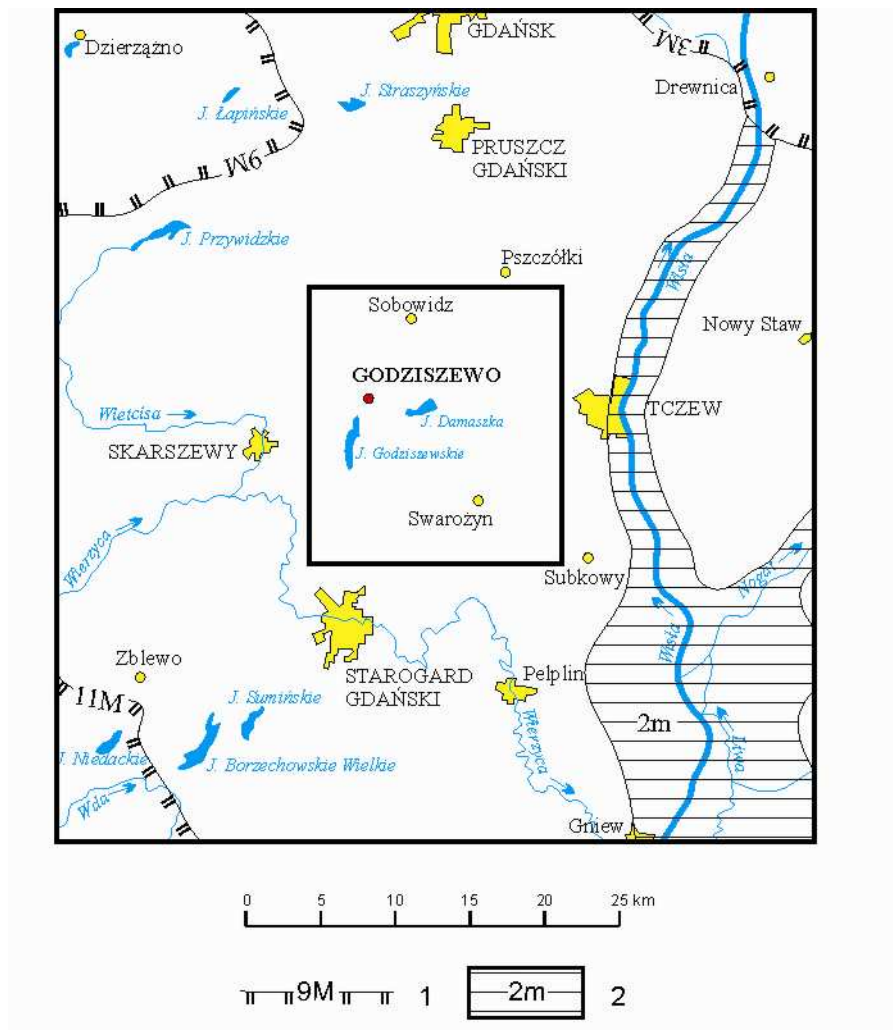 GDAŃSK
3M
Dzierzążno
Drewnica
J. Straszyńskie
J. Łapińskie
PRUSZCZ
GDAŃSKI
9M
J. Przywidzkie
Pszczółki
Wisła
Sobowidz
Nowy Staw
GODZISZEWO
Wietcisa
J. Damaszka
TCZEW
SKARSZEWY
J. Godziszewskie
Swarożyn
Wierzyca
Subkowy
Nogat
Wisła
Zblewo
STAROGARD
GDAŃSKI
Pelplin
11M
J. Sumińskie
2m
J. Niedackie
J. Borzechowskie Wielkie
Wierzyca
Liwa
Wda
Gniew
0 5 10 15 20 25 km
9M 1 2m 2